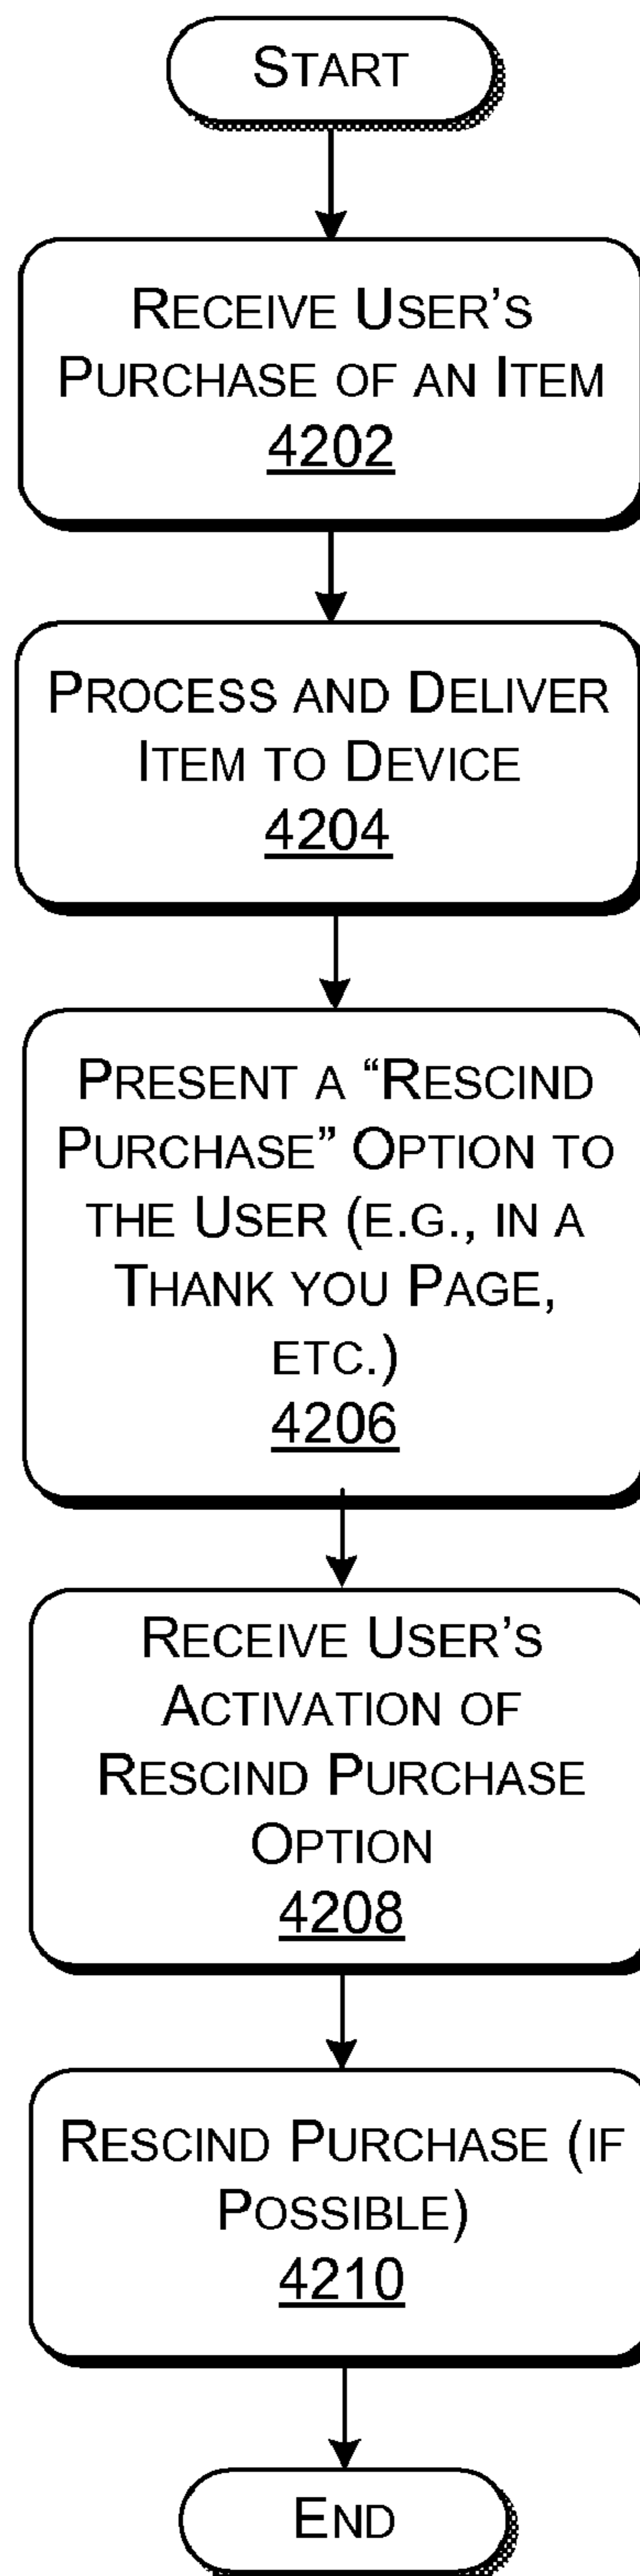 START
RECEIVE USER'S
PURCHASE OF AN ITEM
4202
PROCESS AND DELIVER
ITEM TO DEVICE
4204
PRESENT A “RESCIND
PURCHASE” OPTION TO
THE USER (E.G., IN A
THANK YOU PAGE,
ETC.)
4206
RECEIVE USER'S
ACTIVATION OF
RESCIND PURCHASE
OPTION
4208
RESCIND PURCHASE (IF
POSSIBLE)
4210
END